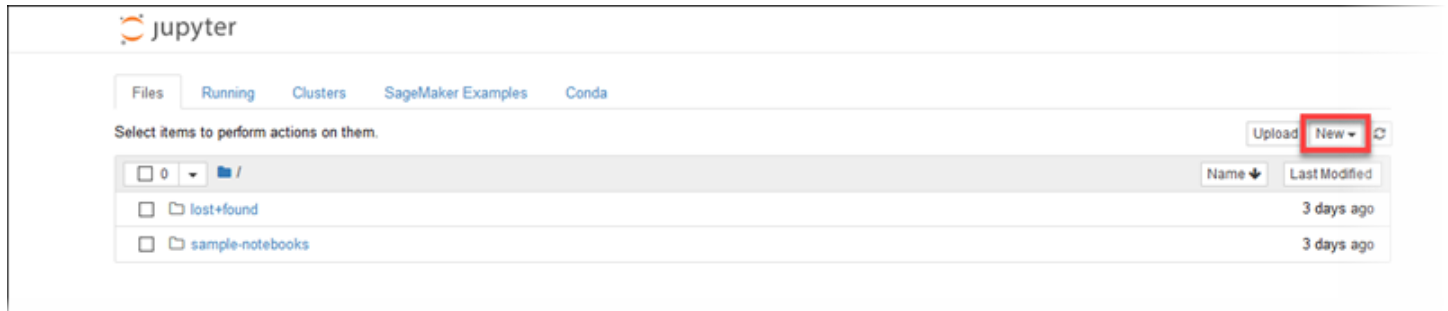 jupyter
Files Running Clusters SageMaker Examples Conda
Select items to perform actions on them. Upload New
0 / Name Last Modified
lost+found 3 days ago
sample-notebooks 3 days ago